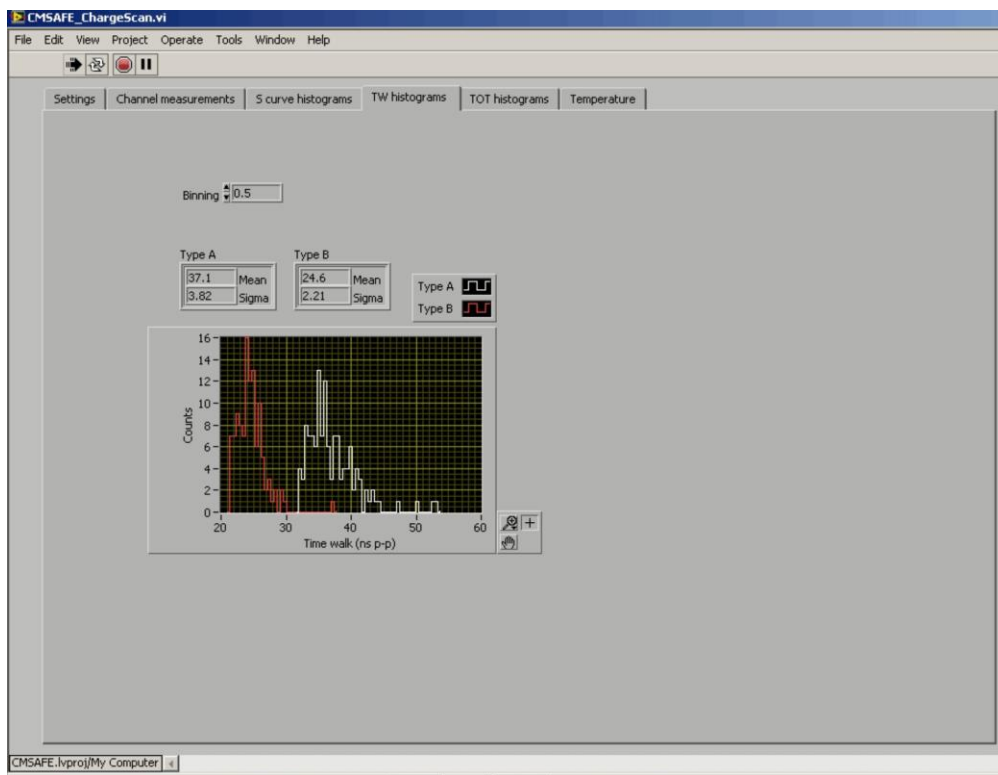 CMSAFE_ChargeScan.vi
File Edit View Project Operate Tools Window Help
Settings Channel measurements S curve histograms TW histograms TOT histograms Temperature
Binning 0.5
Type A Type B
37.1 Mean 24.6 Mean
3.82 Sigma 2.21 Sigma
Type A
Type B
16
14
12
10
8
6
4
2
0
Counts
20 30 40 50 60
Time walk (ns p-p)
CMSAFE.lvproj/My Computer